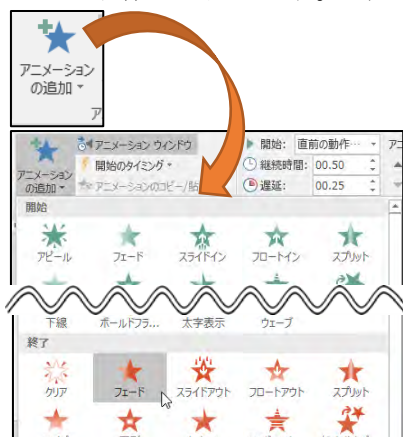 アニメーション
の追加
ア
アニメーション ウィンドウ
開始: 直前の動作…
アニ
アニメーション
の追加
開始のタイミング
継続時間: 00.50
アニメーションのコピー/貼
遅延: 00.25
開始
アピール フェード スライドイン フロートイン スプリット
下線 ボールドフラ... 太字表示 ウェーブ
終了
クリア フェード スライドアウト フロートアウト スプリット